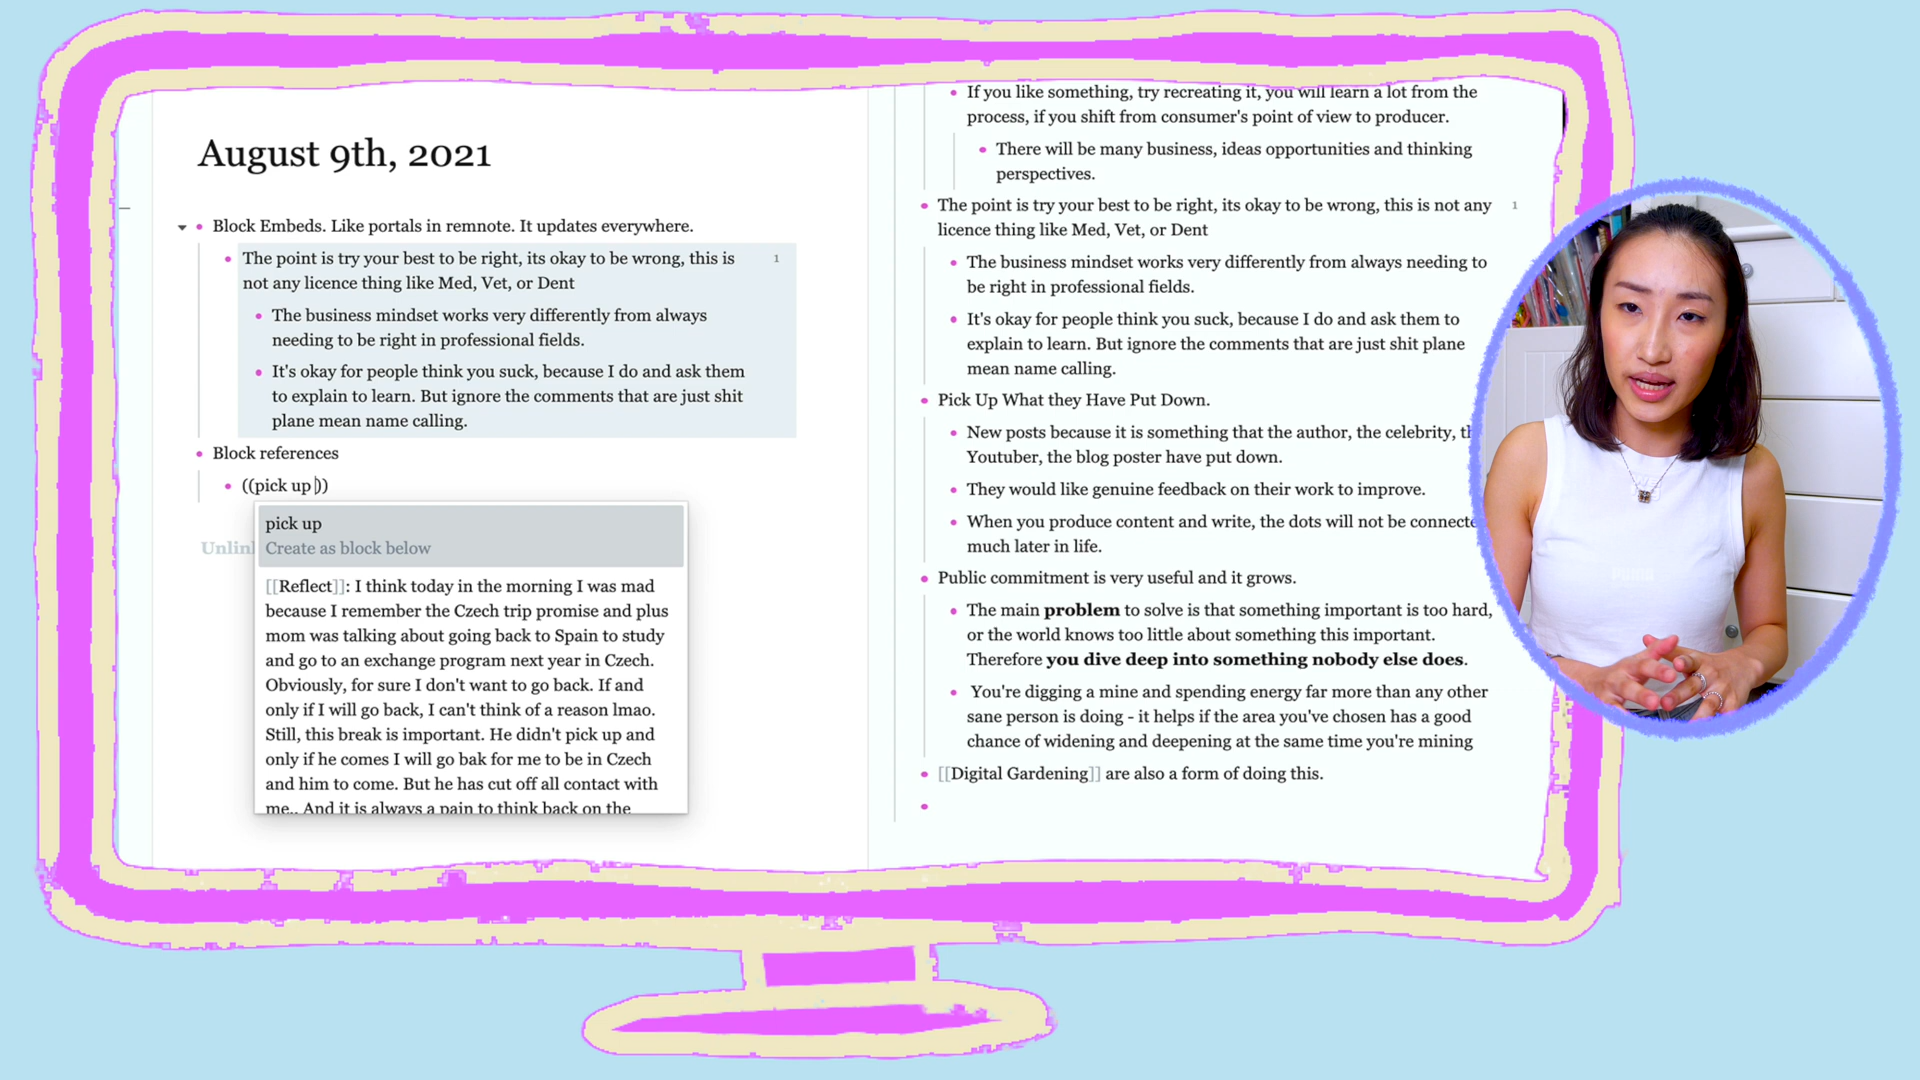 August 9th, 2021
Block Embeds. Like portals in remnote. It updates everywhere.
The point is try your best to be right, its okay to be wrong, this is
not any licence thing like Med, Vet, or Dent
1
The business mindset works very differently from always
needing to be right in professional fields.
It's okay for people think you suck, because I do and ask them
to explain to learn. But ignore the comments that are just shit
plane mean name calling.
Block references
((pick up ))
pick up
Create as block below
[[Reflect]]: I think today in the morning I was mad
because I remember the Czech trip promise and plus
mom was talking about going back to Spain to study
and go to an exchange program next year in Czech.
Obviously, for sure I don't want to go back. If and
only if I will go back, I can't think of a reason lmao.
Still, this break is important. He didn't pick up and
only if he comes I will go bak for me to be in Czech
and him to come. But he has cut off all contact with
me.. And it is always a pain to think back on the
If you like something, try recreating it, you will learn a lot from the
process, if you shift from consumer's point of view to producer.
There will be many business, ideas opportunities and thinking
perspectives.
The point is try your best to be right, its okay to be wrong, this is not any
licence thing like Med, Vet, or Dent
1
The business mindset works very differently from always needing to
be right in professional fields.
It's okay for people think you suck, because I do and ask them to
explain to learn. But ignore the comments that are just shit plane
mean name calling.
Pick Up What they Have Put Down.
New posts because it is something that the author, the celebrity,
Youtuber, the blog poster have put down.
They would like genuine feedback on their work to improve.
When you produce content and write, the dots will not be
much later in life.
Public commitment is very useful and it grows.
The main problem to solve is that something important is too hard,
or the world knows too little about something this important.
Therefore you dive deep into something nobody else does.
You're digging a mine and spending energy far more than any other
sane person is doing - it helps if the area you've chosen has a good
chance of widening and deepening at the same time you're mining
[[Digital Gardening]] are also a form of doing this.